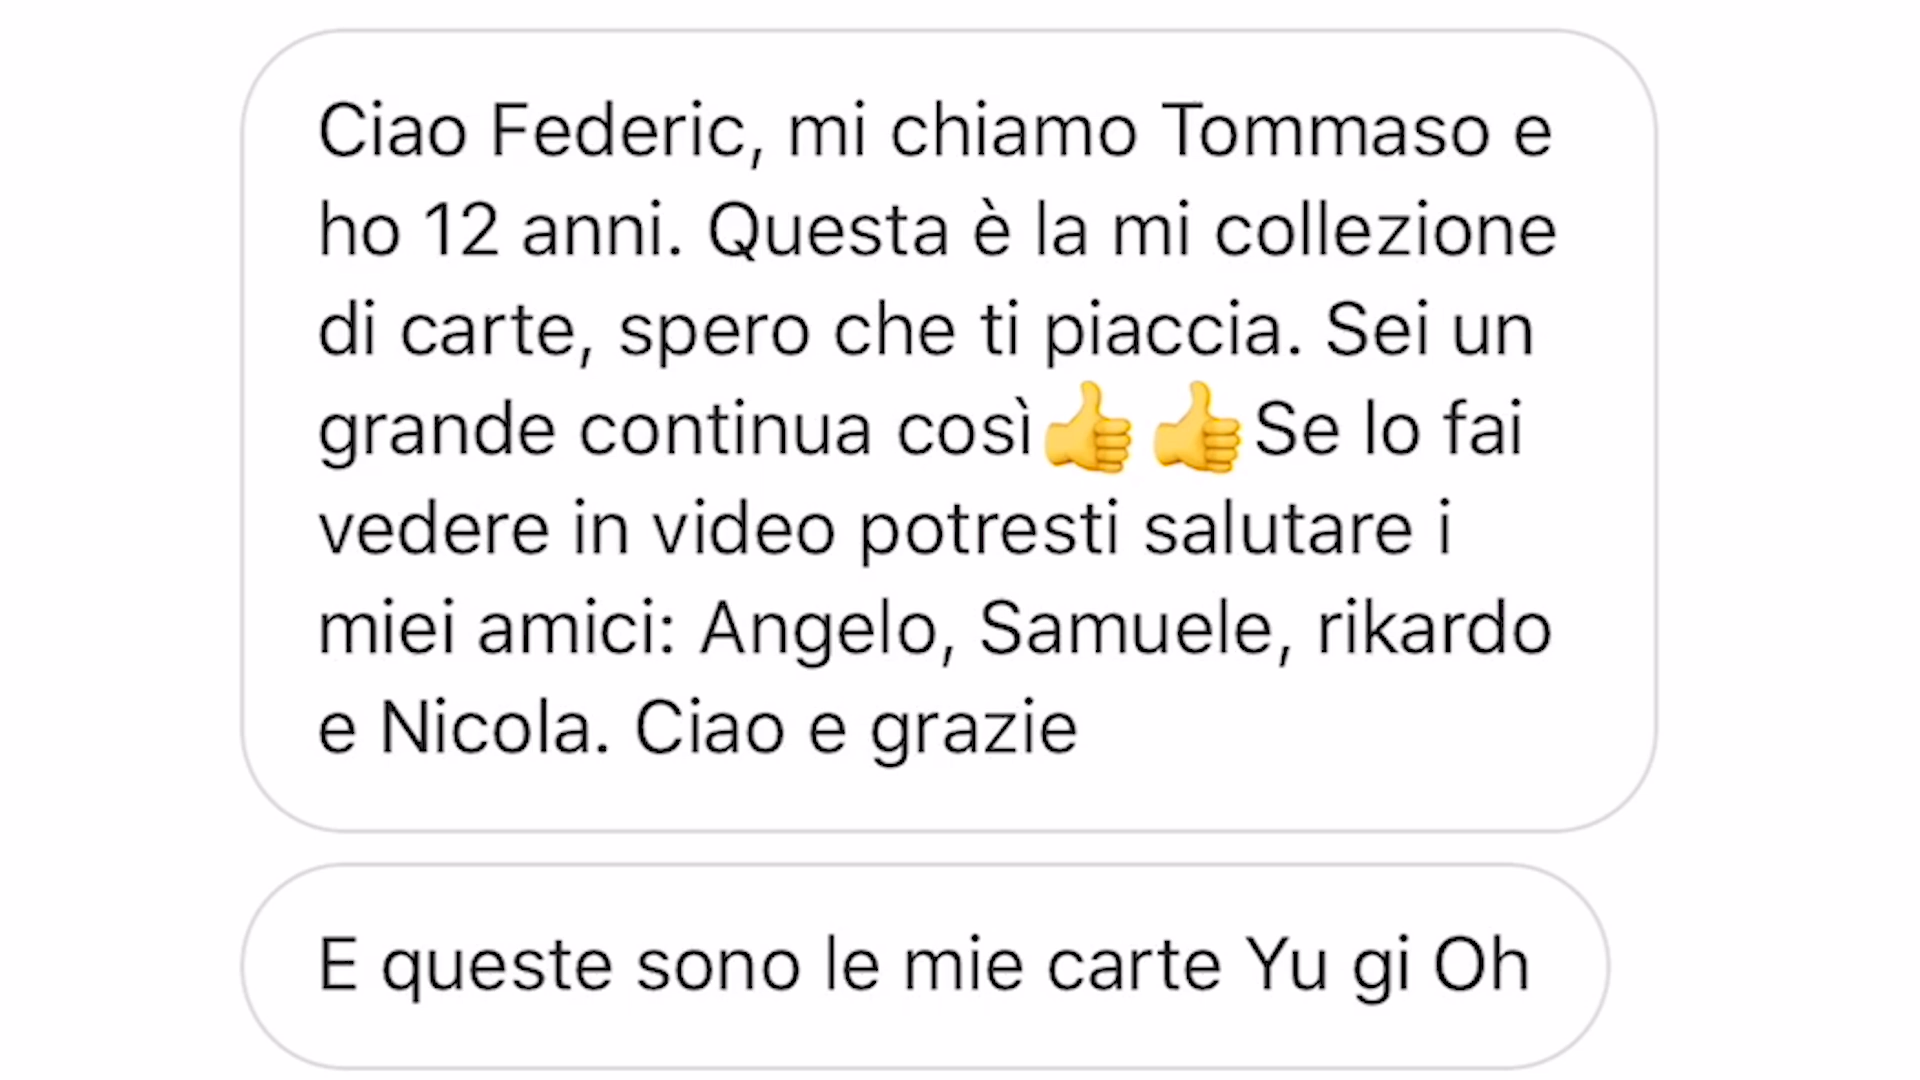 Ciao Federic, mi chiamo Tommaso e
ho 12 anni. Questa è la mi collezione
di carte, spero che ti piaccia. Sei un
grande continua così👍👍Se lo fai
vedere in video potresti salutare i
miei amici: Angelo, Samuele, rikardo
e Nicola. Ciao e grazie
E queste sono le mie carte Yu gi Oh